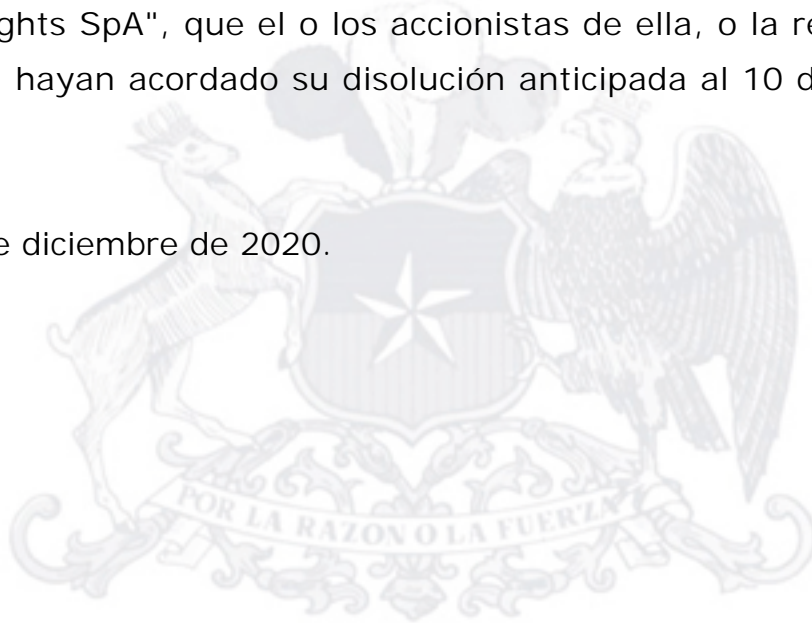 ghts SpA", que el o los accionistas de ella, o la re
hayan acordado su disolución anticipada al 10 d
e diciembre de 2020.
POR LA RAZON O LA FUERZA